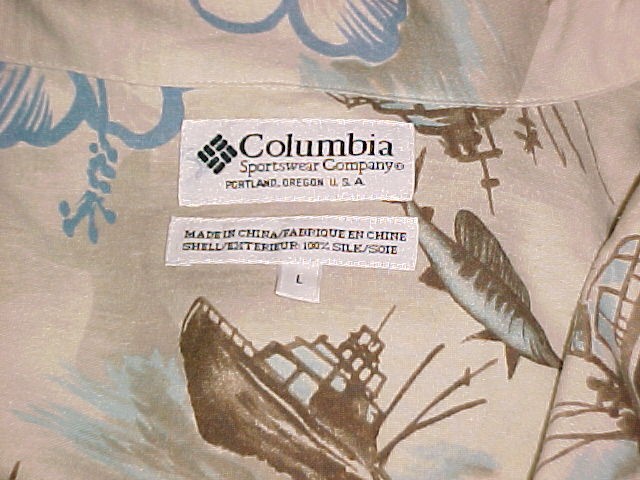 Columbia
Sportswear Company©
PORTLAND, OREGON U.S.A.
MADE IN CHINA/FABRIQUE EN CHINE
SHELL/EXTERIEUR: 100% SILK/SOIE
L